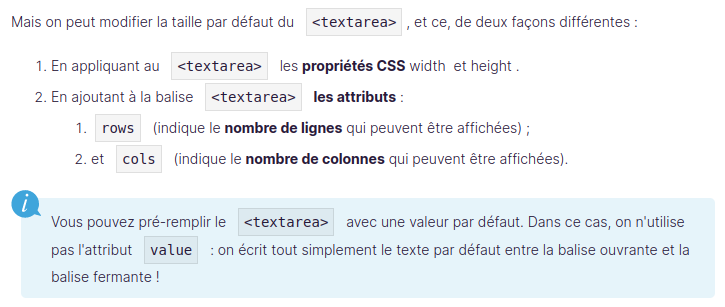 Mais on peut modifier la taille par défaut du <textarea> , et ce, de deux façons différentes :
1. En appliquant au <textarea> les propriétés CSS width et height .
2. En ajoutant à la balise <textarea> les attributs :
1. rows (indique le nombre de lignes qui peuvent être affichées) ;
2. et cols (indique le nombre de colonnes qui peuvent être affichées).
i
Vous pouvez pré-remplir le <textarea> avec une valeur par défaut. Dans ce cas, on n'utilise
pas l'attribut value : on écrit tout simplement le texte par défaut entre la balise ouvrante et la
balise fermante !